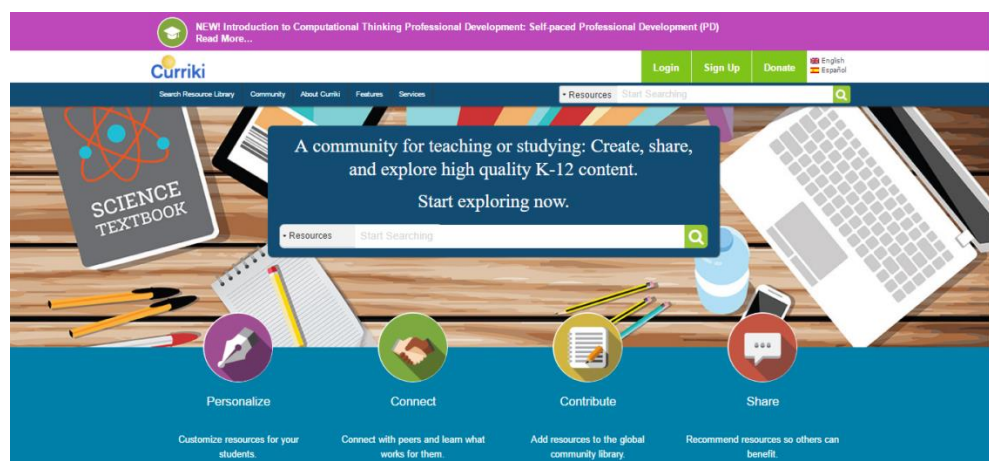 NEW! Introduction to Computational Thinking Professional Development: Self-paced Professional Development (PD)
Read More...
Curriki
Login
Sign Up
Donate
English
Español
Search Resource Library
Community
About Curriki
Features
Services
Resources
Start Searching
SCIENCE
TEXTBOOK
A community for teaching or studying: Create, share,
and explore high quality K-12 content.
Start exploring now.
Resources
Start Searching
Personalize
Connect
Contribute
Share
Customize resources for your
students.
Connect with peers and learn what
works for them.
Add resources to the global
community library.
Recommend resources so others can
benefit.